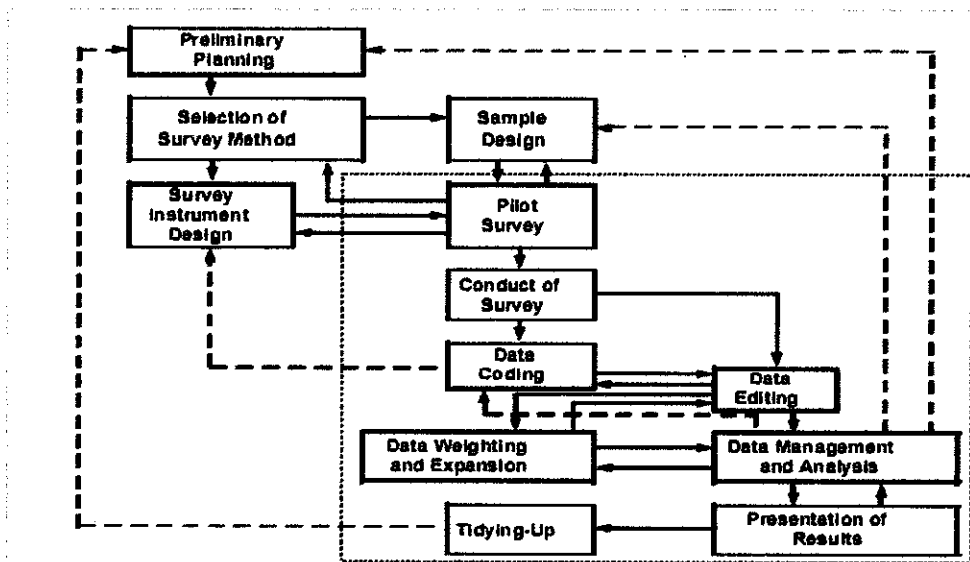 Preliminary
Planning
Selection of
Survey Method
Sample
Design
Survey
Instrument
Design
Pilot
Survey
Conduct of
Survey
Data
Coding
Data
Editing
Data Weighting
and Expansion
Data Management
and Analysis
Tidying-Up
Presentation of
Results